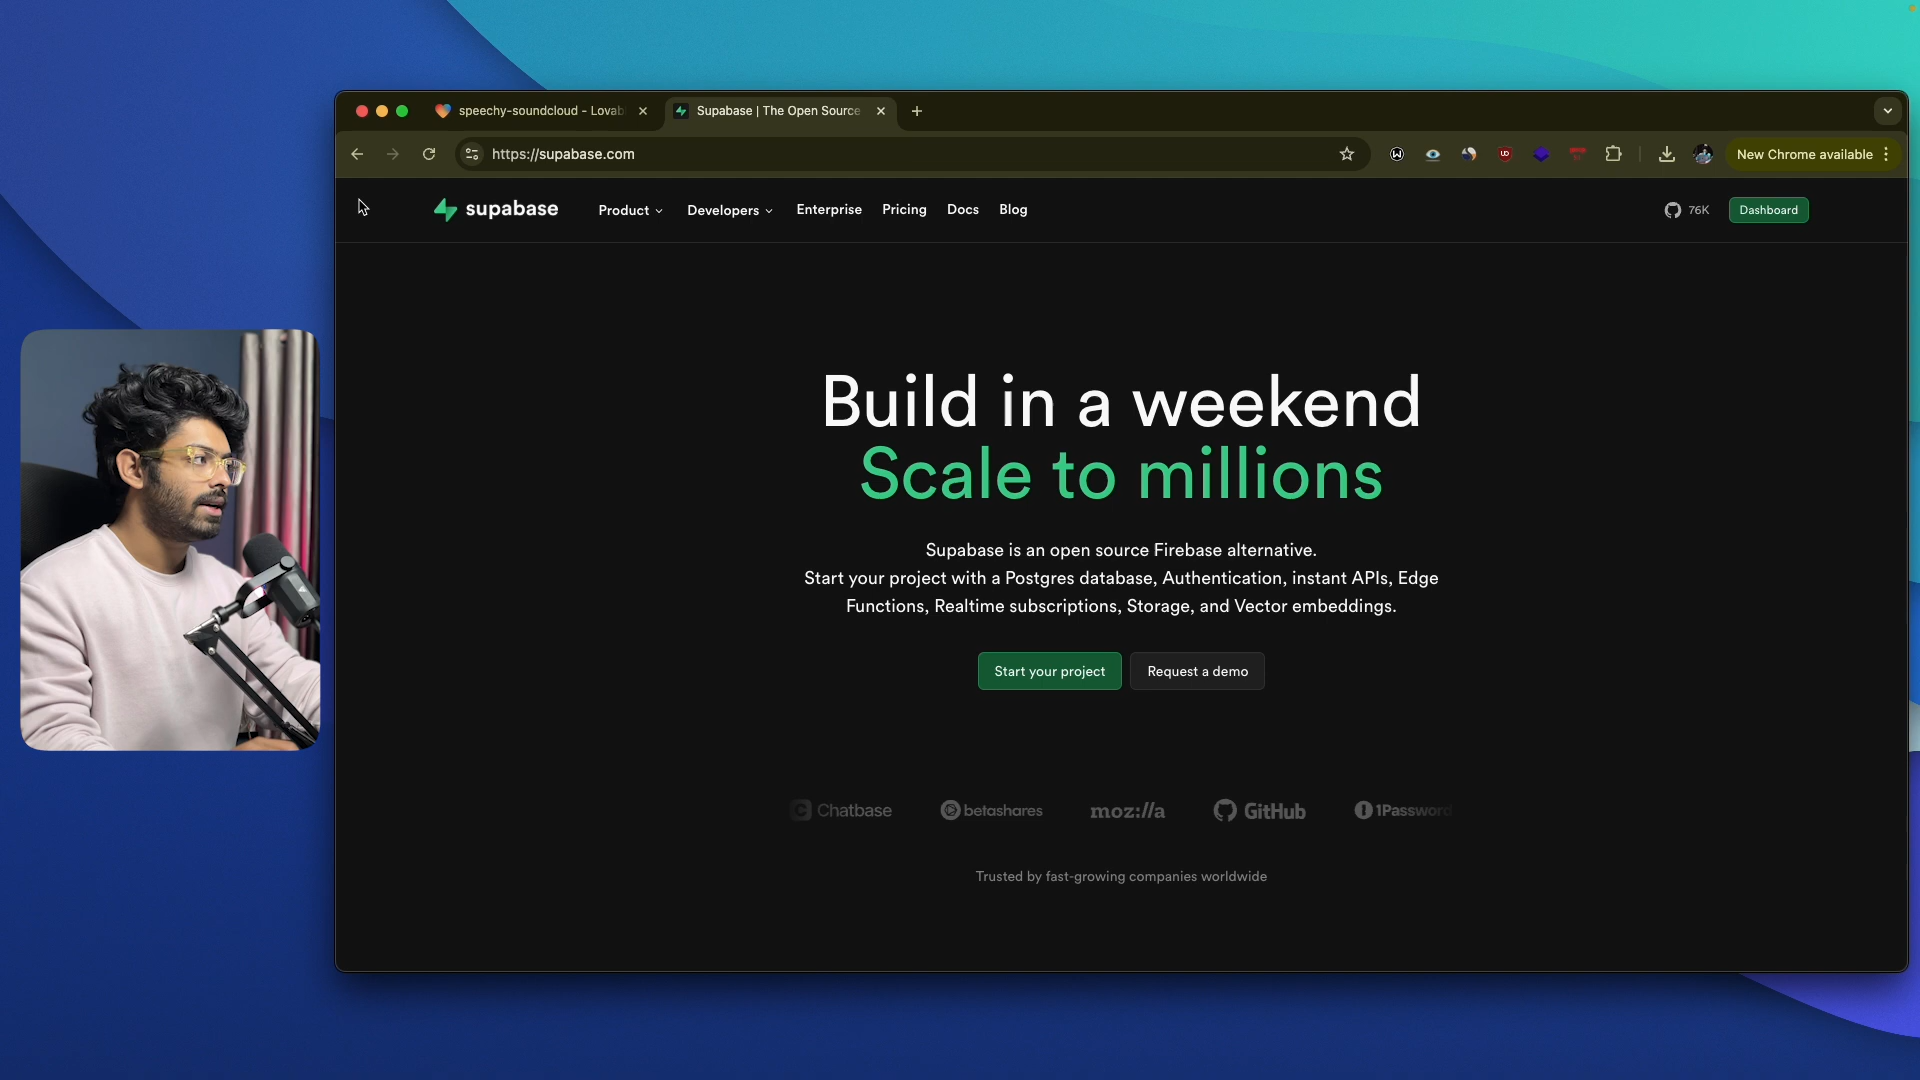 speechy-soundcloud - Lovab
Supabase | The Open Source
https://supabase.com
New Chrome available
supabase
Product
Developers
Enterprise
Pricing
Docs
Blog
76K
Dashboard
Build in a weekend
Scale to millions
Supabase is an open source Firebase alternative.
Start your project with a Postgres database, Authentication, instant APIs, Edge
Functions, Realtime subscriptions, Storage, and Vector embeddings.
Start your project
Request a demo
Chatbase
betashares
moz://a
GitHub
1Password
Trusted by fast-growing companies worldwide